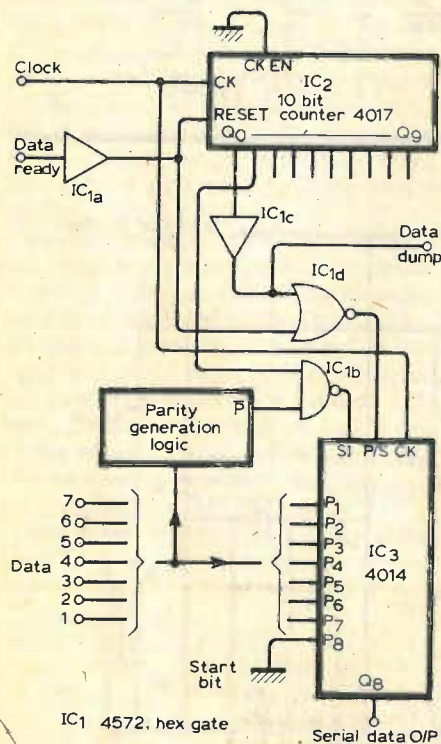 CK EN
IC2
Clock
CK
10 bit
RESET counter 4017
Q0 Q9
Data
ready
IC1a
IC1c
Data
dump
IC1d
IC1b
Parity
generation
logic
P̅
SI P/S CK
7
6
5
Data 4
3
2
1
P1
P2
P3
P4
P5
P6
P7
P8
IC3
4014
Start
bit
Q8
IC1 4572, hex gate
Serial data O/P